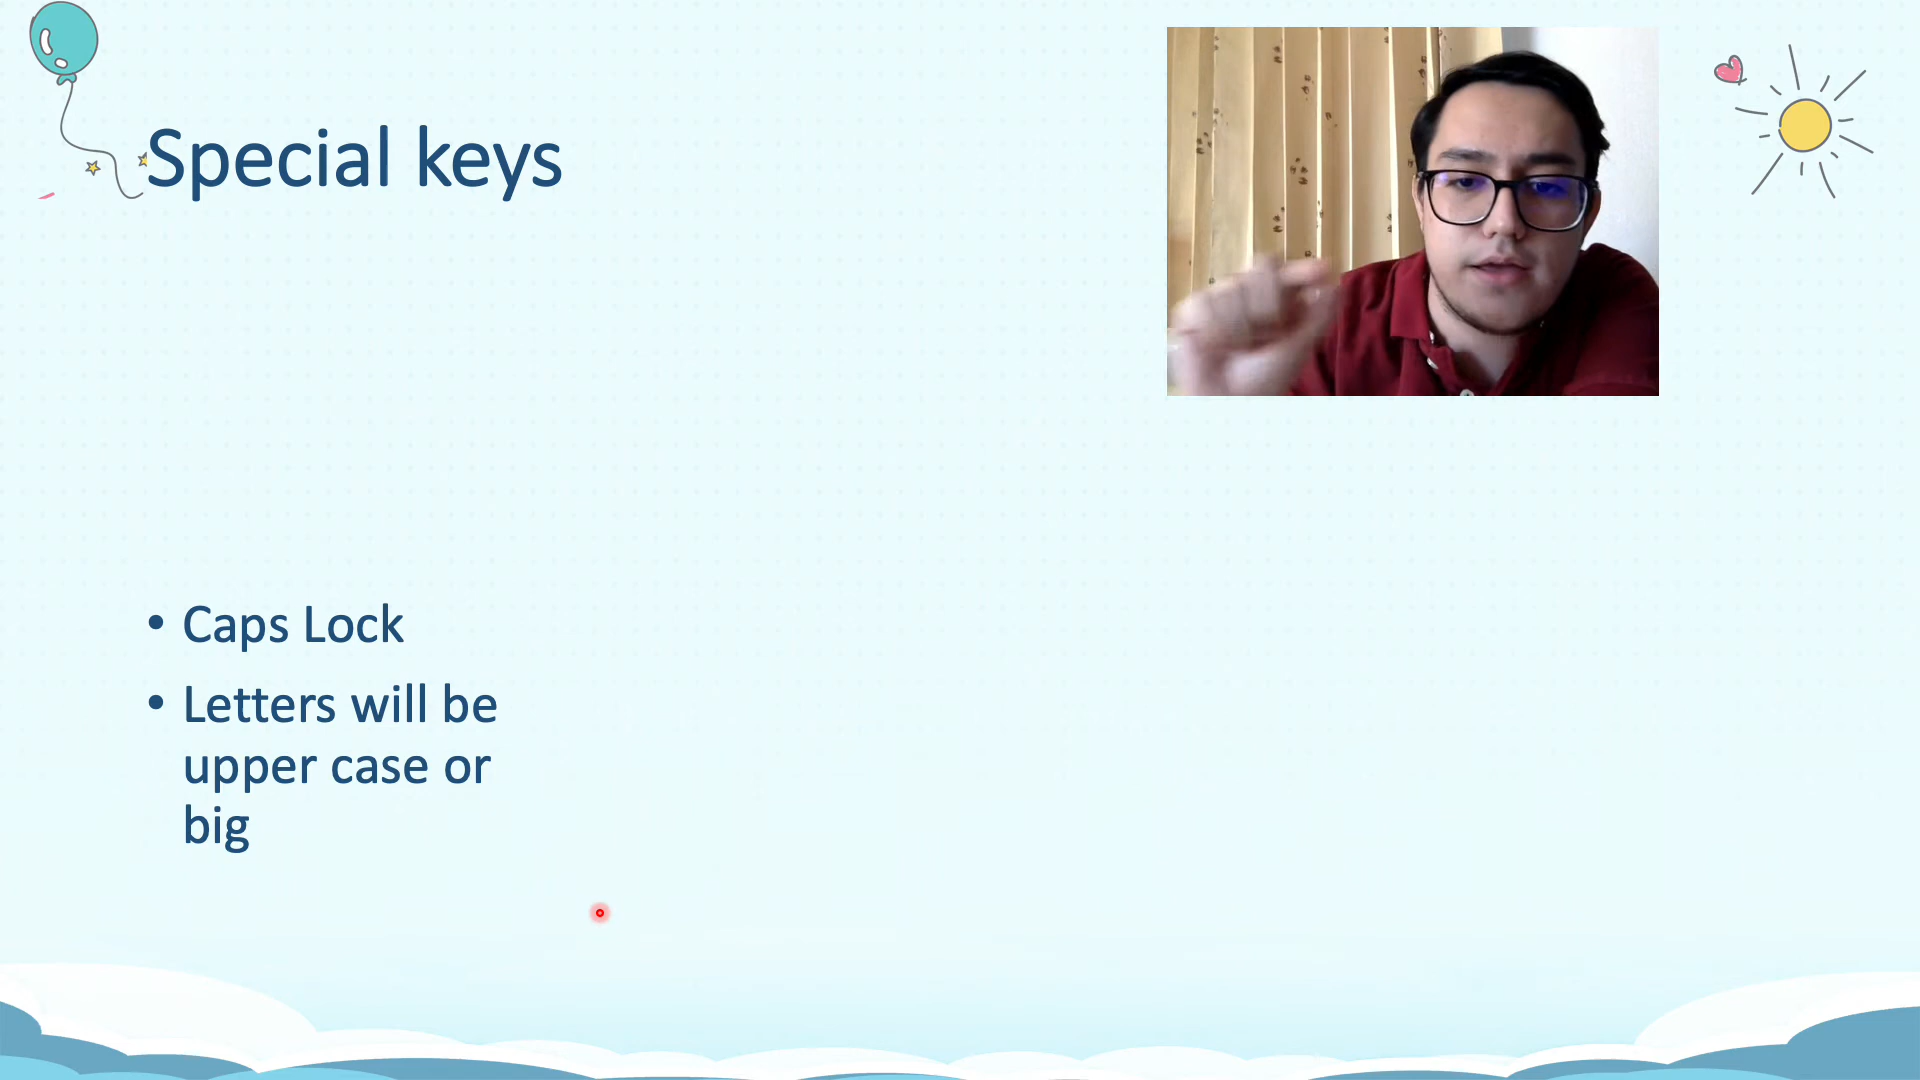 Special keys
• Caps Lock
• Letters will be
upper case or
big